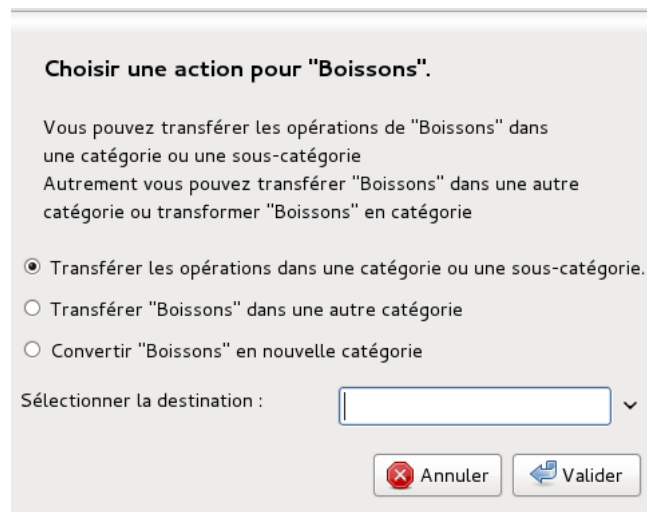 Choisir une action pour "Boissons".
Vous pouvez transférer les opérations de "Boissons" dans
une catégorie ou une sous-catégorie
Autrement vous pouvez transférer "Boissons" dans une autre
catégorie ou transformer "Boissons" en catégorie
Transférer les opérations dans une catégorie ou une sous-catégorie.
Transférer "Boissons" dans une autre catégorie
Convertir "Boissons" en nouvelle catégorie
Sélectionner la destination :
Annuler
Valider